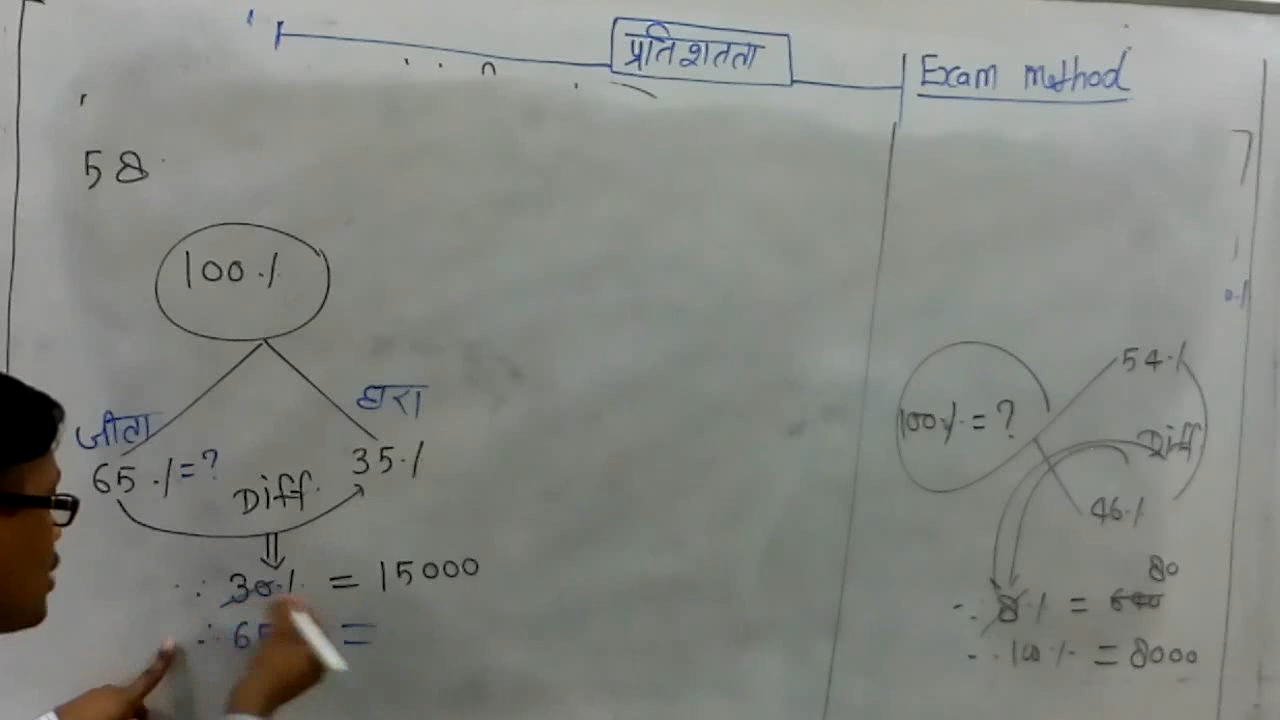 प्रतिशतता
Exam method
58
100%
जीता
हारा
65% = ?
35%
Diff.
∵ 30% = 15000
∴ 65 =
54%
100% = ?
Diff
46%
80
∵ 8% = 640
∴ 100% = 8000